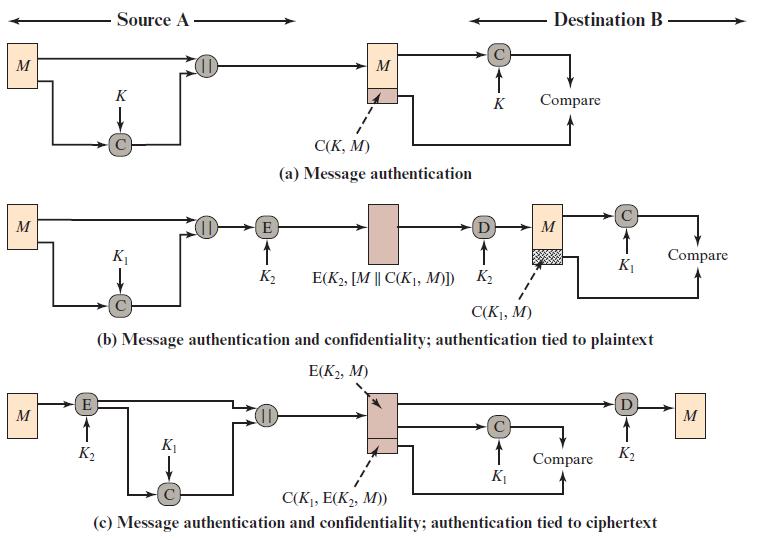 Source A Destination B
M || M C
K K Compare
C
C(K, M)
(a) Message authentication
M || E D M C
K1 K2 E(K2, [M || C(K1, M)]) K2 K1 Compare
C C(K1, M)
(b) Message authentication and confidentiality; authentication tied to plaintext
E(K2, M)
M E || D M
C
K2 K1 K1 Compare K2
C C(K1, E(K2, M))
(c) Message authentication and confidentiality; authentication tied to ciphertext